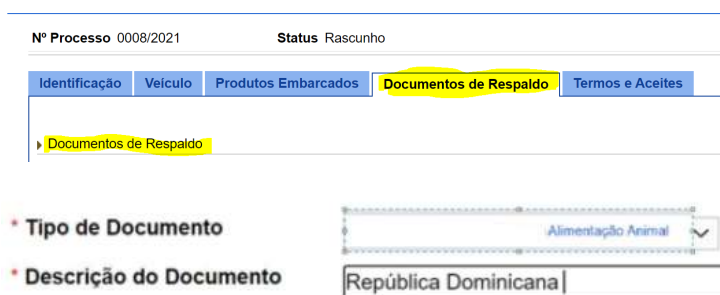 Nº Processo 0008/2021 Status Rascunho
Identificação Veículo Produtos Embarcados Documentos de Respaldo Termos e Aceites
Documentos de Respaldo
* Tipo de Documento Alimentação Animal
* Descrição do Documento República Dominicana